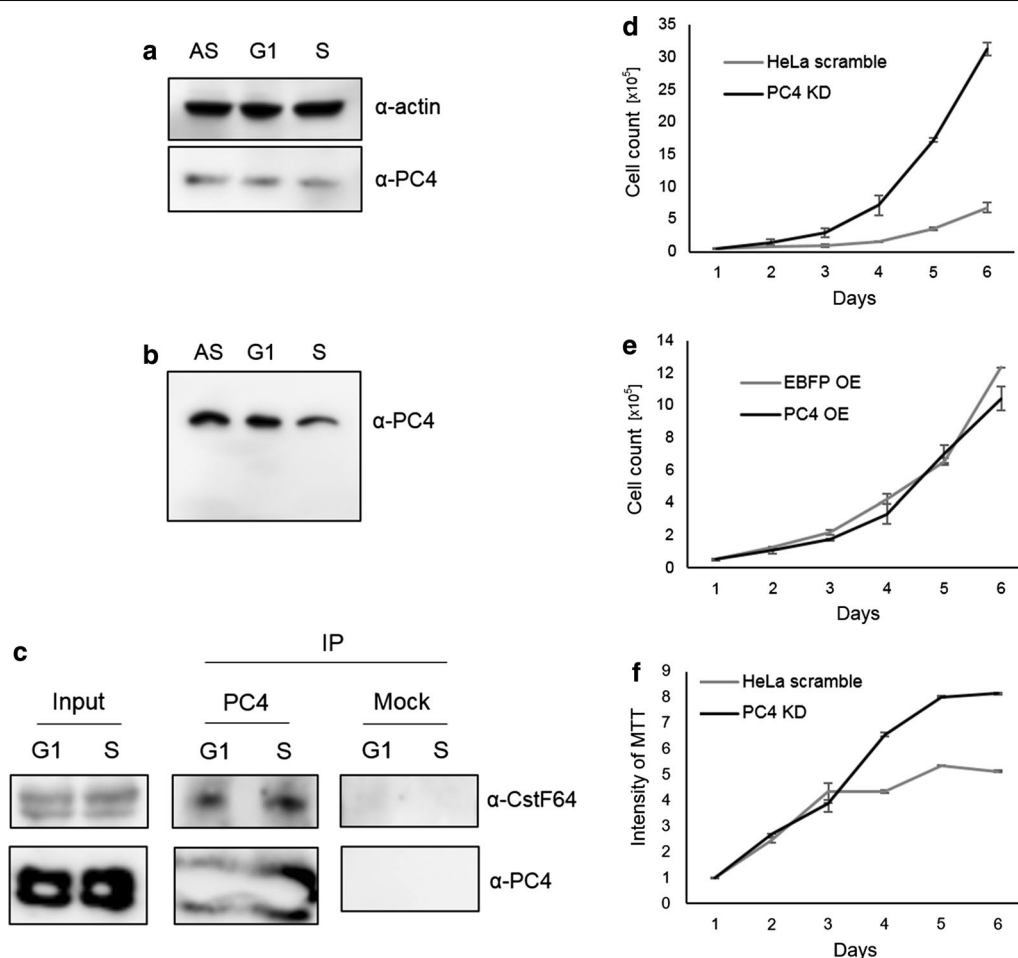 a
AS G1 S
α-actin
α-PC4
b
AS G1 S
α-PC4
c
IP
Input PC4 Mock
G1 S G1 S G1 S
α-CstF64
α-PC4
d
35
30
25
20
15
10
5
0
Cell count [x10⁵]
HeLa scramble
PC4 KD
1 2 3 4 5 6
Days
e
14
12
10
8
6
4
2
0
Cell count [x10⁵]
EBFP OE
PC4 OE
1 2 3 4 5 6
Days
f
9
8
7
6
5
4
3
2
1
0
Intensity of MTT
HeLa scramble
PC4 KD
1 2 3 4 5 6
Days